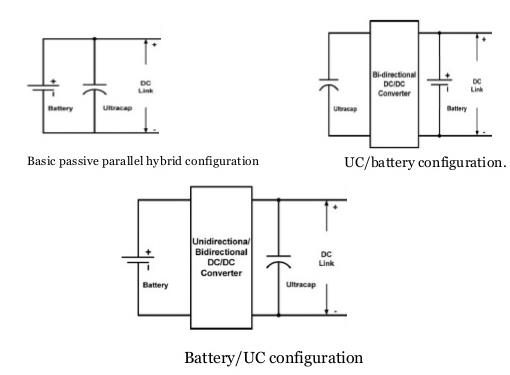 +
DC
Link
+
Battery
Ultracap
-
Basic passive parallel hybrid configuration
+
Bi-directional
DC/DC
Converter
+
DC
Link
Ultracap
Battery
-
UC/battery configuration.
+
Unidirectional/
Bidirectional
DC/DC
Converter
+
DC
Link
Battery
Ultracap
-
Battery/UC configuration